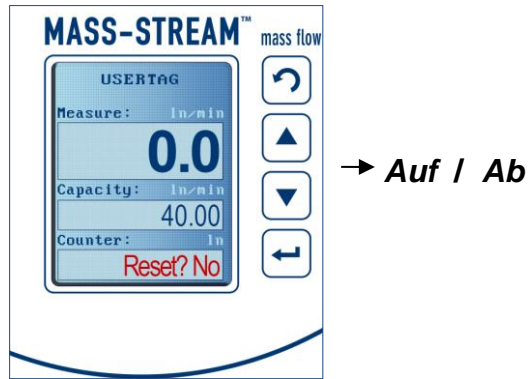 MASS-STREAM™ mass flow
USERTAG
Measure: ln/min
0.0
Capacity: ln/min
40.00
Counter: ln
Reset? No
Auf / Ab